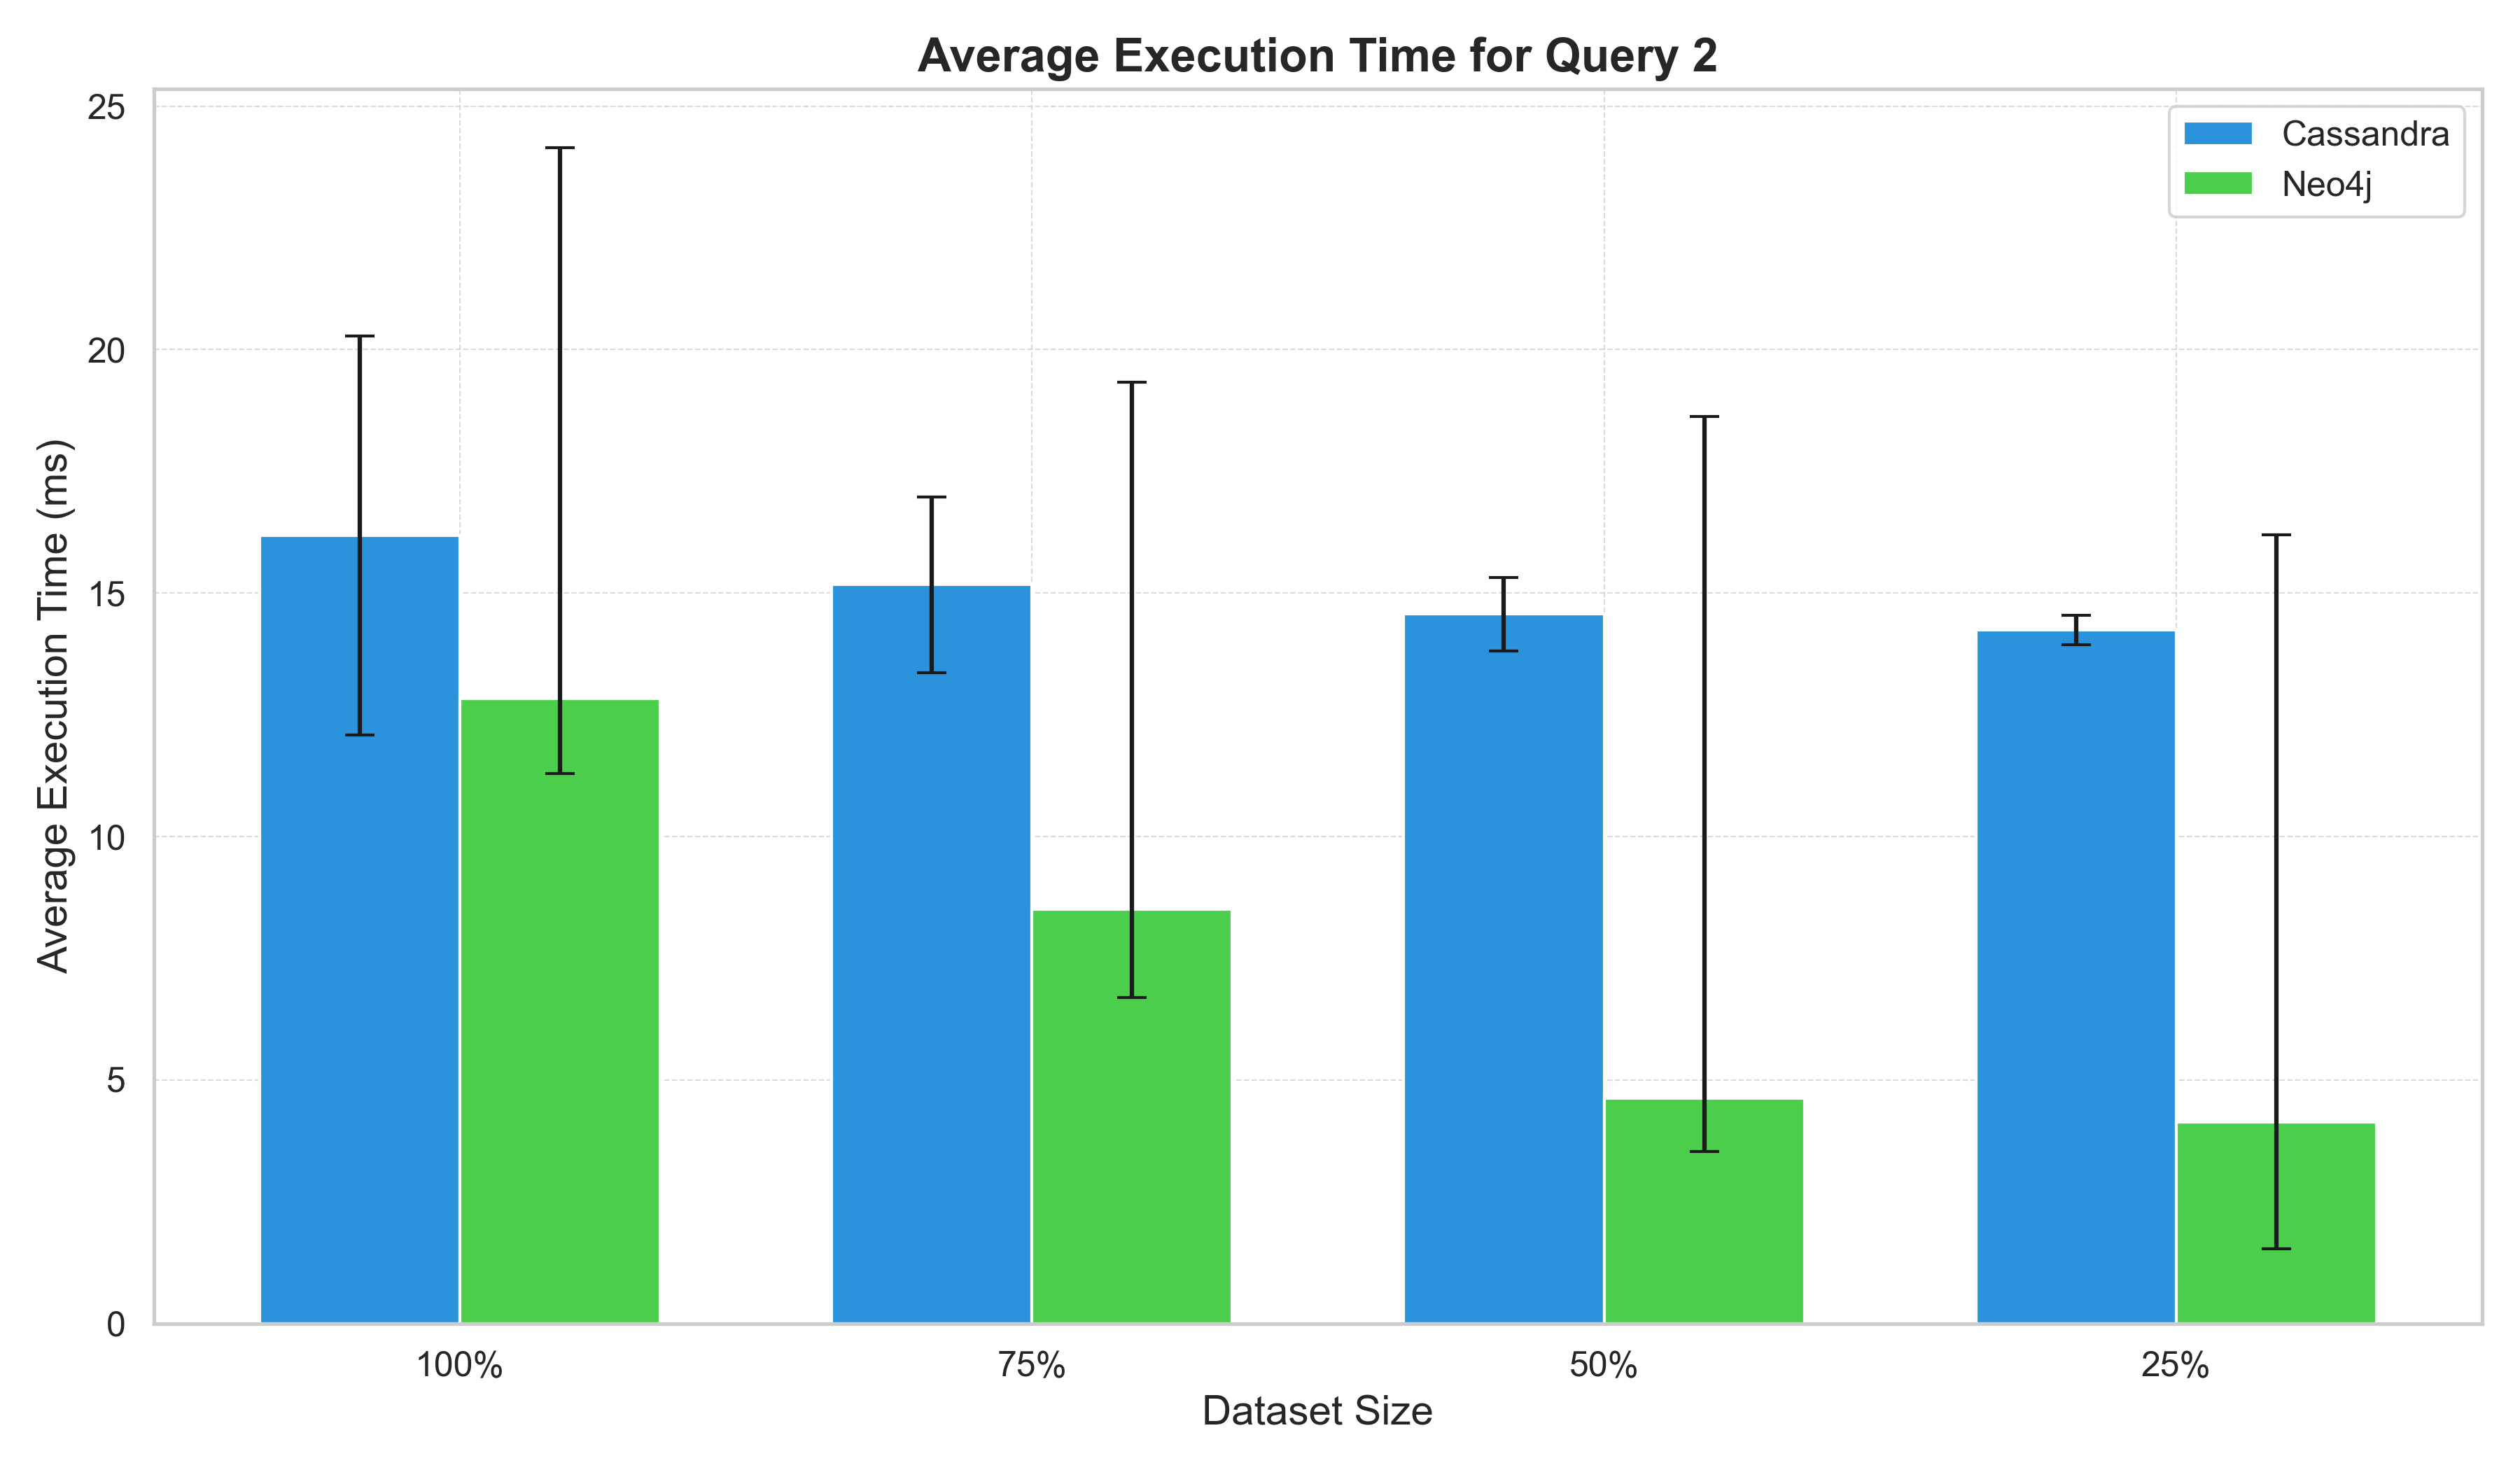 Average Execution Time for Query 2
25
20
15
10
5
0
Average Execution Time (ms)
Cassandra
Neo4j
100%
75%
50%
25%
Dataset Size